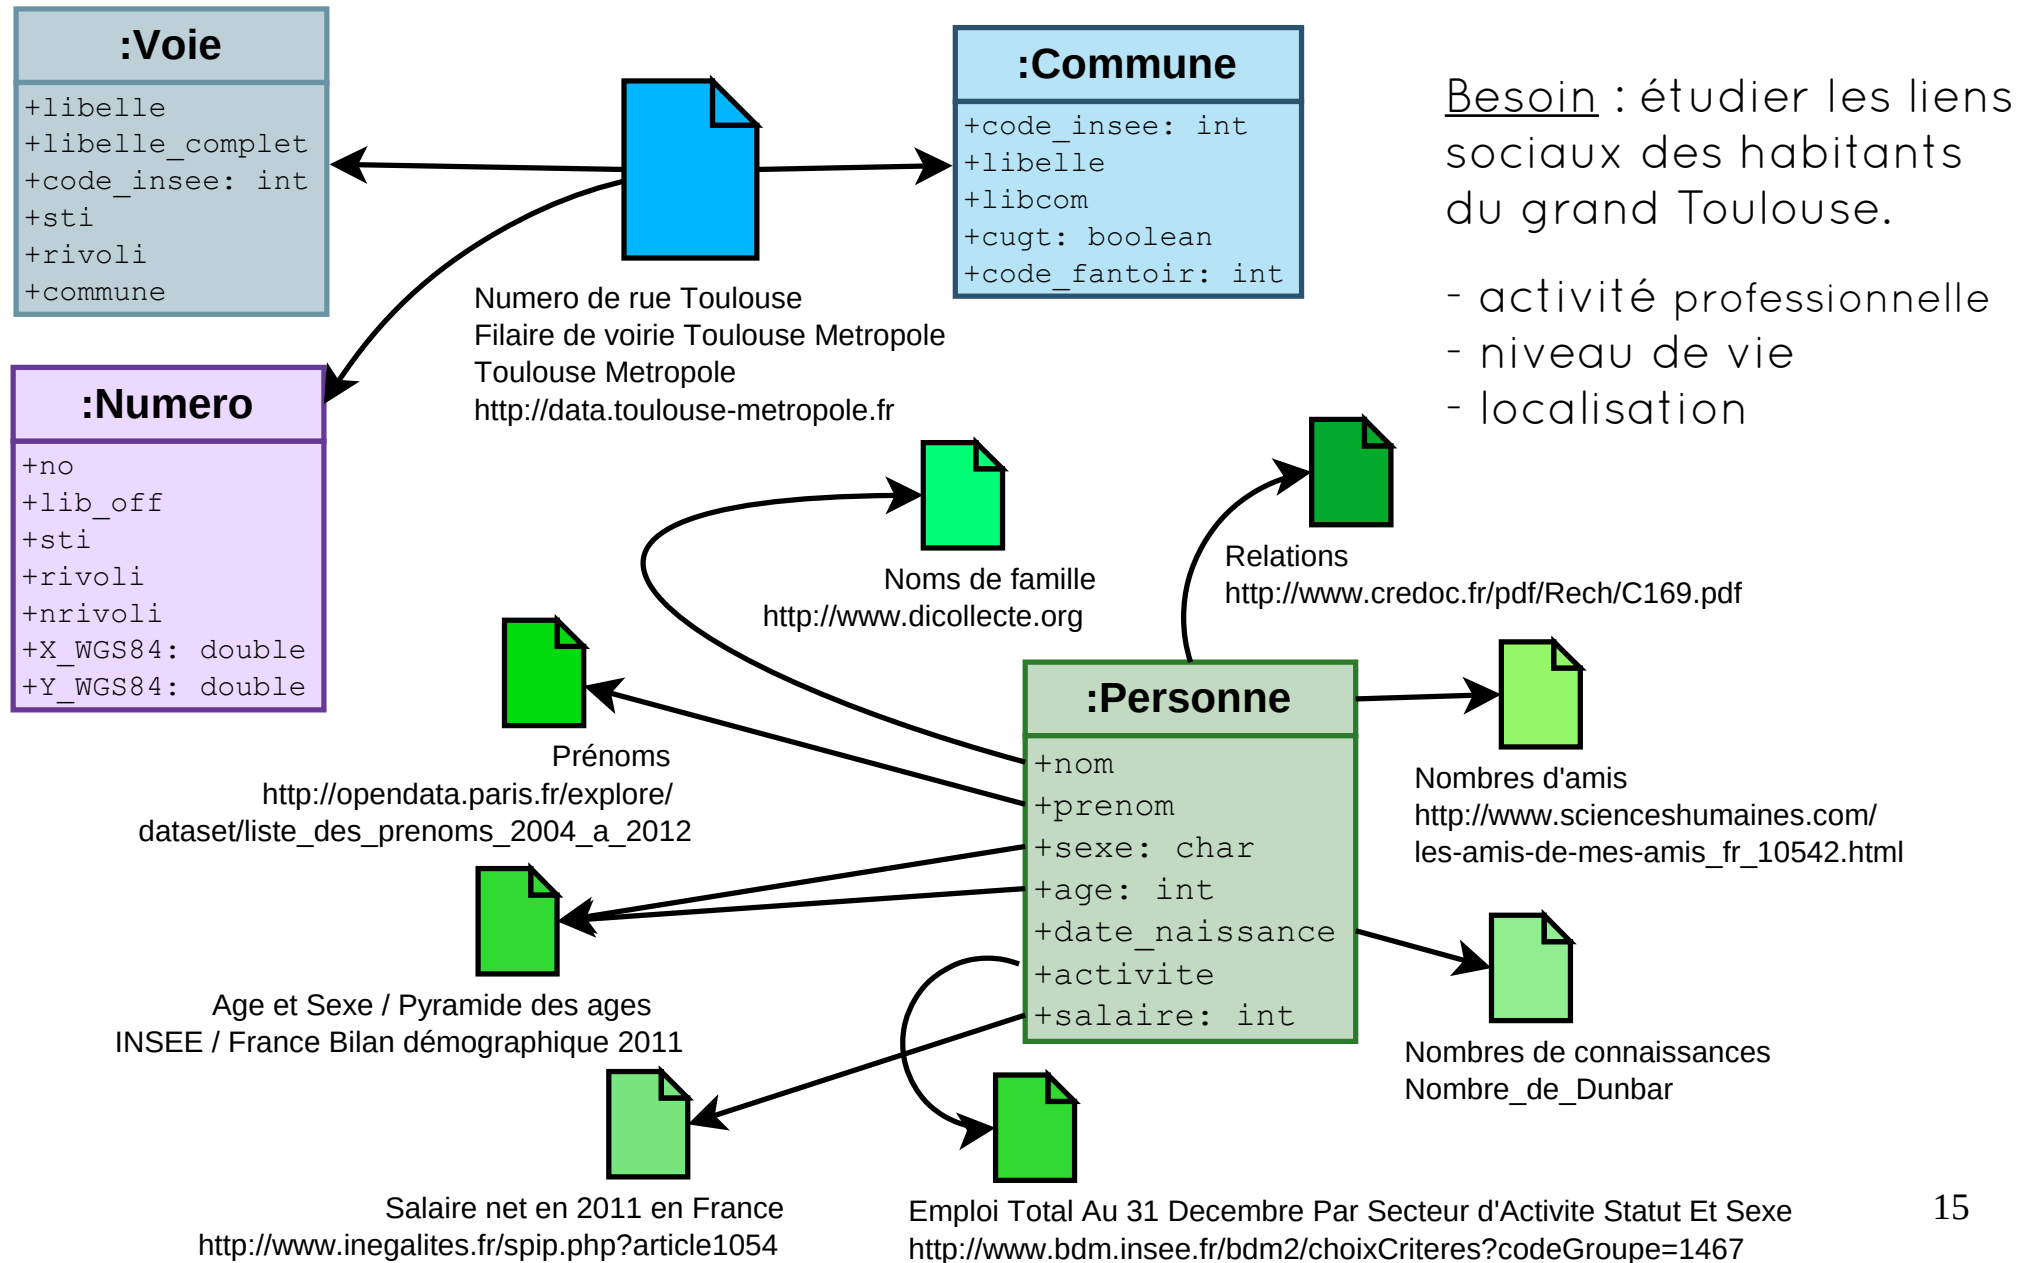 :Voie
+libelle
+libelle_complet
+code_insee: int
+sti
+rivoli
+commune
:Commune
+code_insee: int
+libelle
+libcom
+cugt: boolean
+code_fantoir: int
Besoin : étudier les liens
sociaux des habitants
du grand Toulouse.
- activité professionnelle
- niveau de vie
- localisation
Numero de rue Toulouse
Filaire de voirie Toulouse Metropole
Toulouse Metropole
http://data.toulouse-metropole.fr
:Numero
+no
+lib_off
+sti
+rivoli
+nrivoli
+X_WGS84: double
+Y_WGS84: double
Noms de famille
http://www.dicollecte.org
Relations
http://www.credoc.fr/pdf/Rech/C169.pdf
Prénoms
http://opendata.paris.fr/explore/
dataset/liste_des_prenoms_2004_a_2012
:Personne
+nom
+prenom
+sexe: char
+age: int
+date_naissance
+activite
+salaire: int
Nombres d'amis
http://www.scienceshumaines.com/
les-amis-de-mes-amis_fr_10542.html
Age et Sexe / Pyramide des ages
INSEE / France Bilan démographique 2011
Nombres de connaissances
Nombre_de_Dunbar
Salaire net en 2011 en France
http://www.inegalites.fr/spip.php?article1054
Emploi Total Au 31 Decembre Par Secteur d'Activite Statut Et Sexe
http://www.bdm.insee.fr/bdm2/choixCriteres?codeGroupe=1467
15